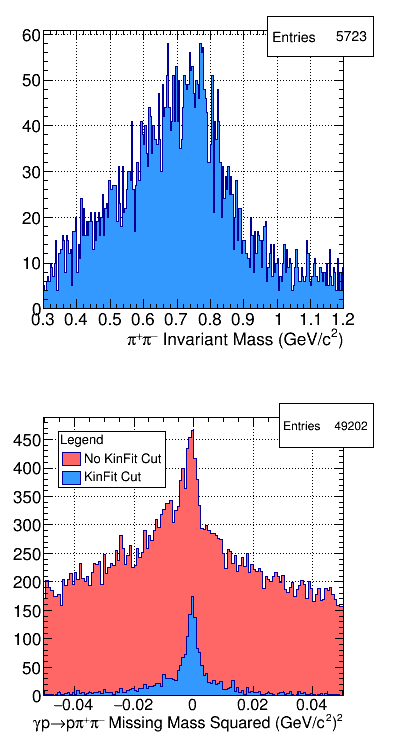 Entries 5723
60
50
40
30
20
10
0
0.3 0.4 0.5 0.6 0.7 0.8 0.9 1 1.1 1.2
π⁺π⁻ Invariant Mass (GeV/c²)
Entries 49202
Legend
No KinFit Cut
KinFit Cut
450
400
350
300
250
200
150
100
50
0
−0.04 −0.02 0 0.02 0.04
γp→pπ⁺π⁻ Missing Mass Squared (GeV/c²)²